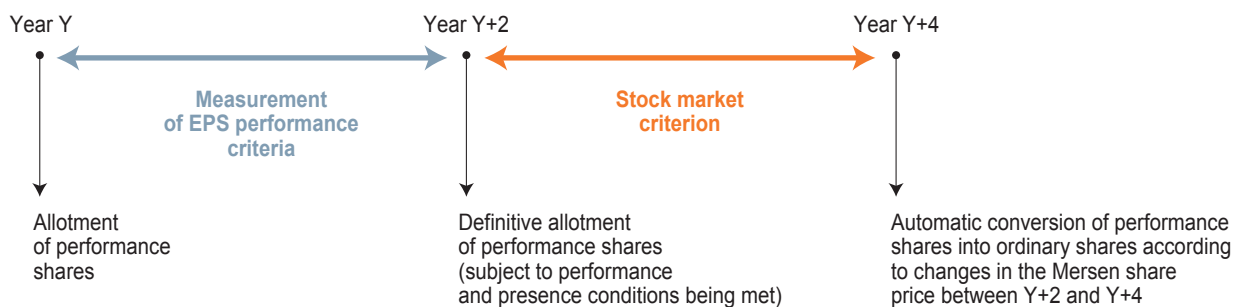 Year Y
Year Y+2
Year Y+4
Measurement
of EPS performance
criteria
Stock market
criterion
Allotment
of performance
shares
Definitive allotment
of performance shares
(subject to performance
and presence conditions being met)
Automatic conversion of performance
shares into ordinary shares according
to changes in the Mersen share
price between Y+2 and Y+4